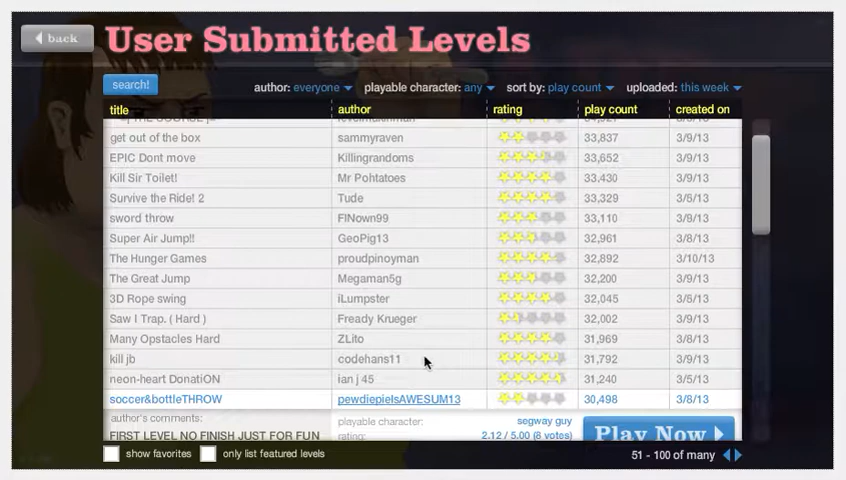 back
User Submitted Levels
search!
author: everyone playable character: any sort by: play count uploaded: this week
title author rating play count created on
get out of the box sammyraven 33,837 3/9/13
EPIC Dont move Killingrandoms 33,652 3/9/13
Kill Sir Toilet! Mr Pohtatoes 33,430 3/9/13
Survive the Ride! 2 Tude 33,329 3/5/13
sword throw FINown99 33,110 3/9/13
Super Air Jump!! GeoPig13 32,961 3/8/13
The Hunger Games proudpinoyman 32,892 3/10/13
The Great Jump Megaman5g 32,200 3/9/13
3D Rope swing iLumpster 32,045 3/5/13
Saw I Trap. ( Hard ) Fready Krueger 32,002 3/9/13
Many Obstacles Hard ZLito 31,969 3/8/13
kill jb codehans11 31,792 3/9/13
neon-heart DonatiON ian j 45 31,240 3/5/13
soccer&bottleTHROW pewdiepieIsAWESUM13 30,498 3/8/13
author's comments: playable character: segway guy
FIRST LEVEL NO FINISH JUST FOR FUN rating: 2.12 / 5.00 (8 votes)
Play Now
show favorites only list featured levels 51 - 100 of many